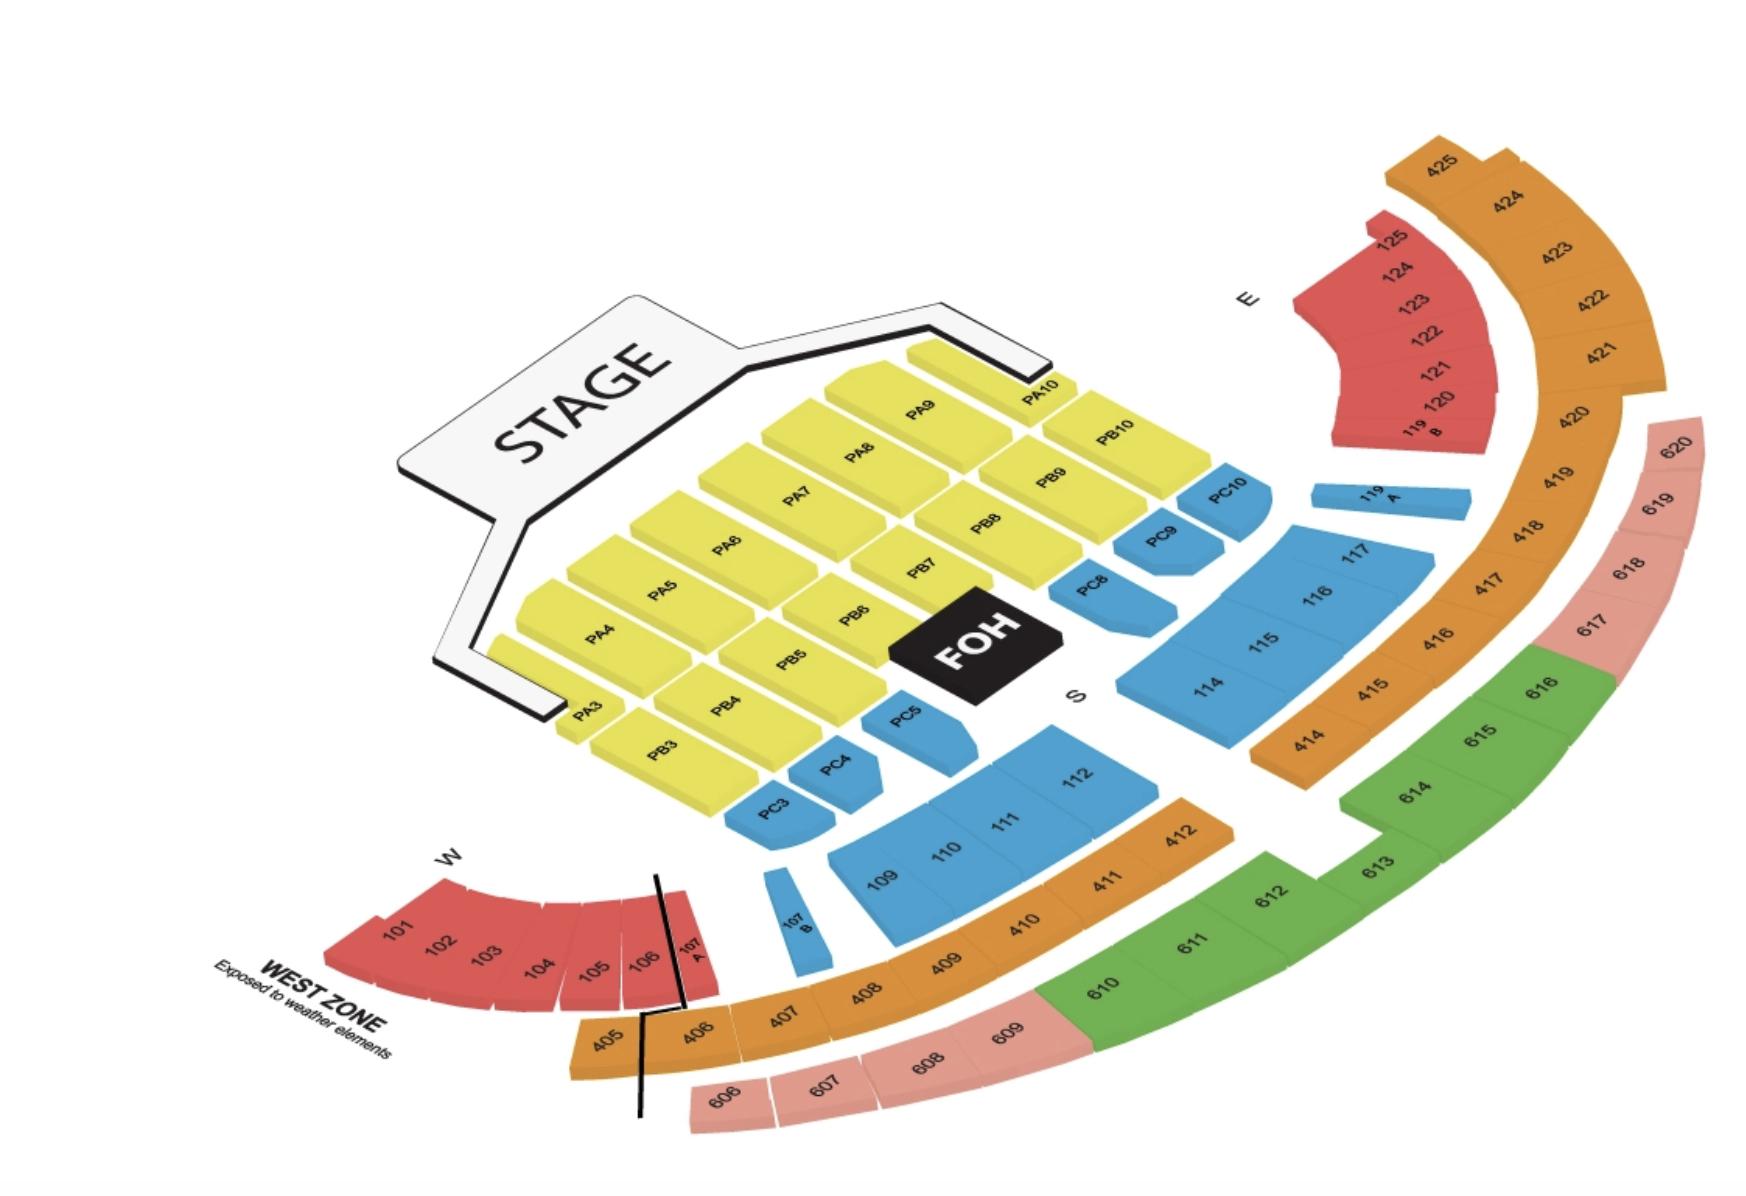 STAGE
FOH
E
S
W
PA10
PA9
PA8
PA7
PA6
PA5
PA4
PA3
PB10
PB9
PB8
PB7
PB6
PB5
PB4
PB3
PC10
PC9
PC8
PC5
PC4
PC3
125
124
123
122
121
120
119
B
119
A
117
116
115
114
112
111
110
109
107
B
107
A
106
105
104
103
102
101
WEST ZONE
Exposed to weather elements
425
424
423
422
421
420
419
418
417
416
415
414
412
411
410
409
408
407
406
405
620
619
618
617
616
615
614
613
612
611
610
609
608
607
606